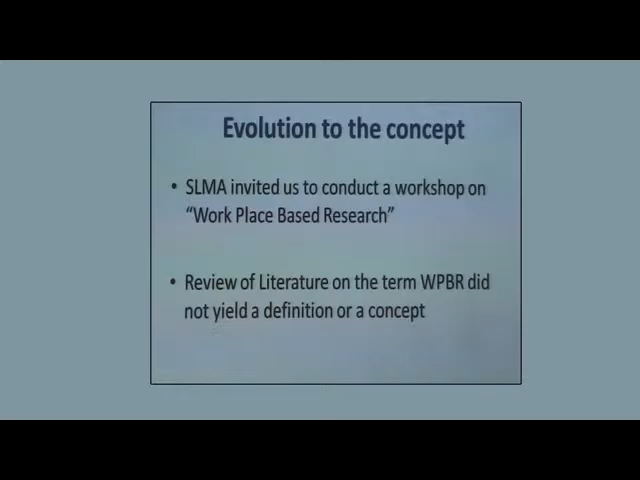 Evolution to the concept
• SLMA invited us to conduct a workshop on
“Work Place Based Research”
• Review of Literature on the term WPBR did
not yield a definition or a concept